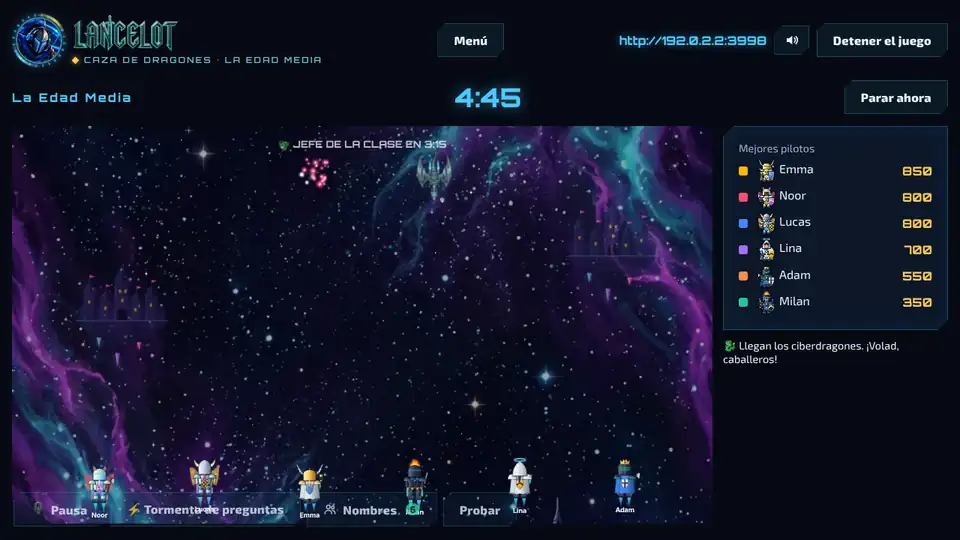 LANCELOT
CAZA DE DRAGONES · LA EDAD MEDIA
Menú
http://192.0.2.2:3998
Detener el juego
La Edad Media
4:45
Parar ahora
JEFE DE LA CLASE EN 3:15
Mejores pilotos
Emma 850
Noor 800
Lucas 800
Lina 700
Adam 550
Milan 350
🐉 Llegan los ciberdragones. ¡Volad,
caballeros!
Pausa
⚡ Tormenta de preguntas
Nombres
Probar
Noor
Emma
Lina
Adam